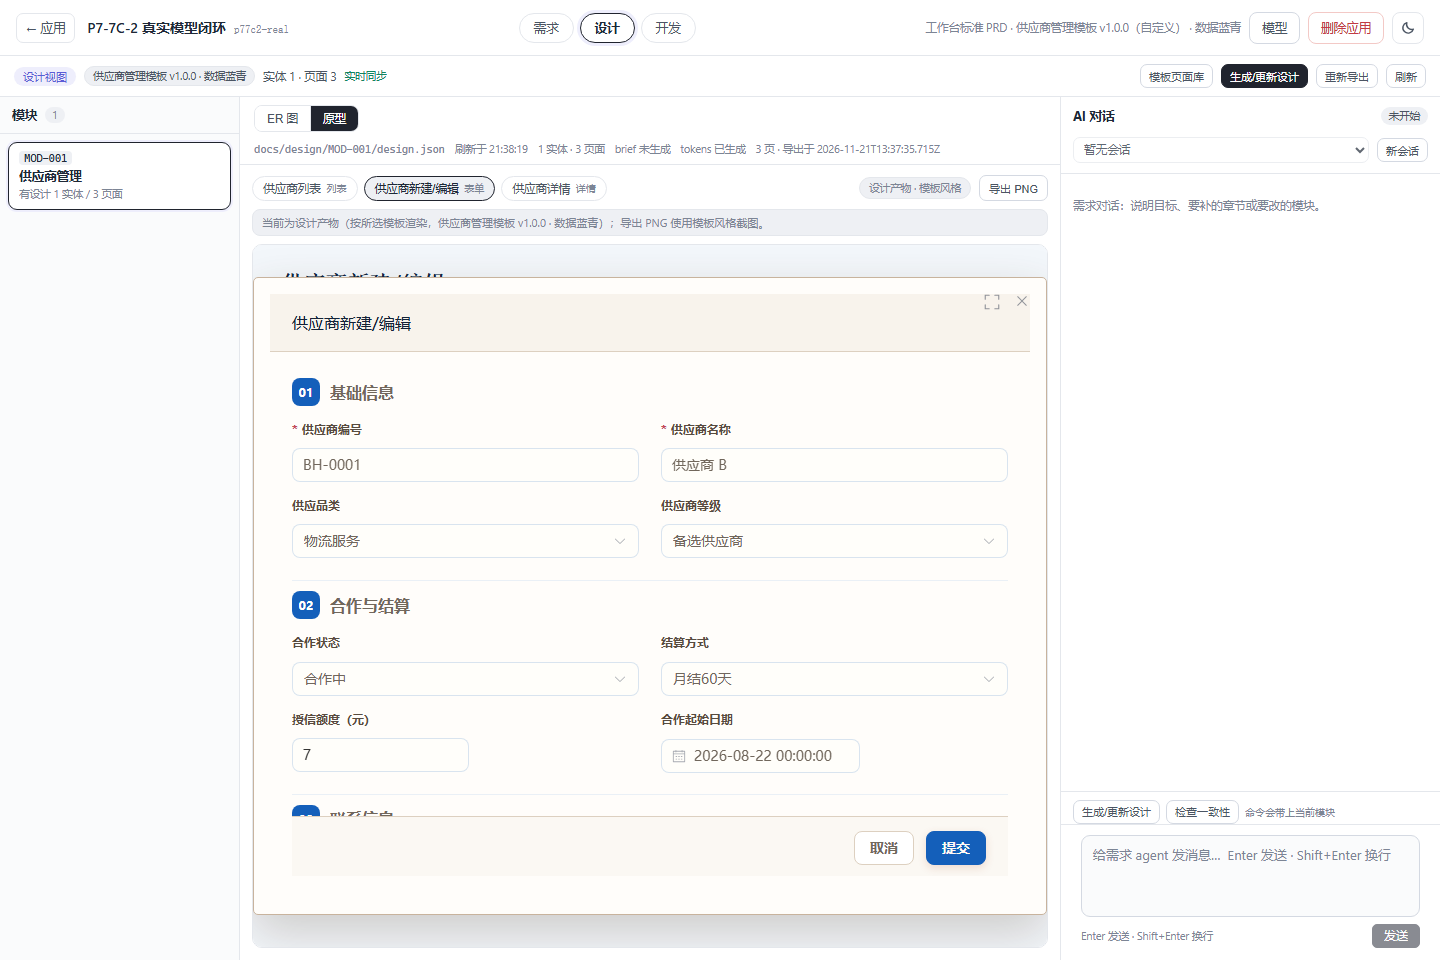 ← 应用
P7-7C-2 真实模型闭环 p77c2-real
需求
设计
开发
工作台标准 PRD · 供应商管理模板 v1.0.0（自定义） · 数据蓝青
模型
删除应用
设计视图
供应商管理模板 v1.0.0 · 数据蓝青
实体 1 · 页面 3
实时同步
模板页面库
生成/更新设计
重新导出
刷新
模块 1
MOD-001
供应商管理
有设计 1 实体 / 3 页面
ER 图
原型
docs/design/MOD-001/design.json 刷新于 21:38:19 1 实体 · 3 页面 brief 未生成 tokens 已生成 3 页 · 导出于 2026-11-21T13:37:35.715Z
供应商列表 列表
供应商新建/编辑 表单
供应商详情 详情
设计产物 · 模板风格
导出 PNG
当前为设计产物（按所选模板渲染，供应商管理模板 v1.0.0 · 数据蓝青）；导出 PNG 使用模板风格截图。
供应商新建/编辑
供应商新建/编辑
01 基础信息
* 供应商编号
* 供应商名称
BH-0001
供应商 B
供应品类
供应商等级
物流服务
备选供应商
02 合作与结算
合作状态
结算方式
合作中
月结60天
授信额度（元）
合作起始日期
7
2026-08-22 00:00:00
03 联系信息
取消
提交
AI 对话
未开始
暂无会话
新会话
需求对话：说明目标、要补的章节或要改的模块。
生成/更新设计
检查一致性
命令会带上当前模块
给需求 agent 发消息... Enter 发送 · Shift+Enter 换行
Enter 发送 · Shift+Enter 换行
发送